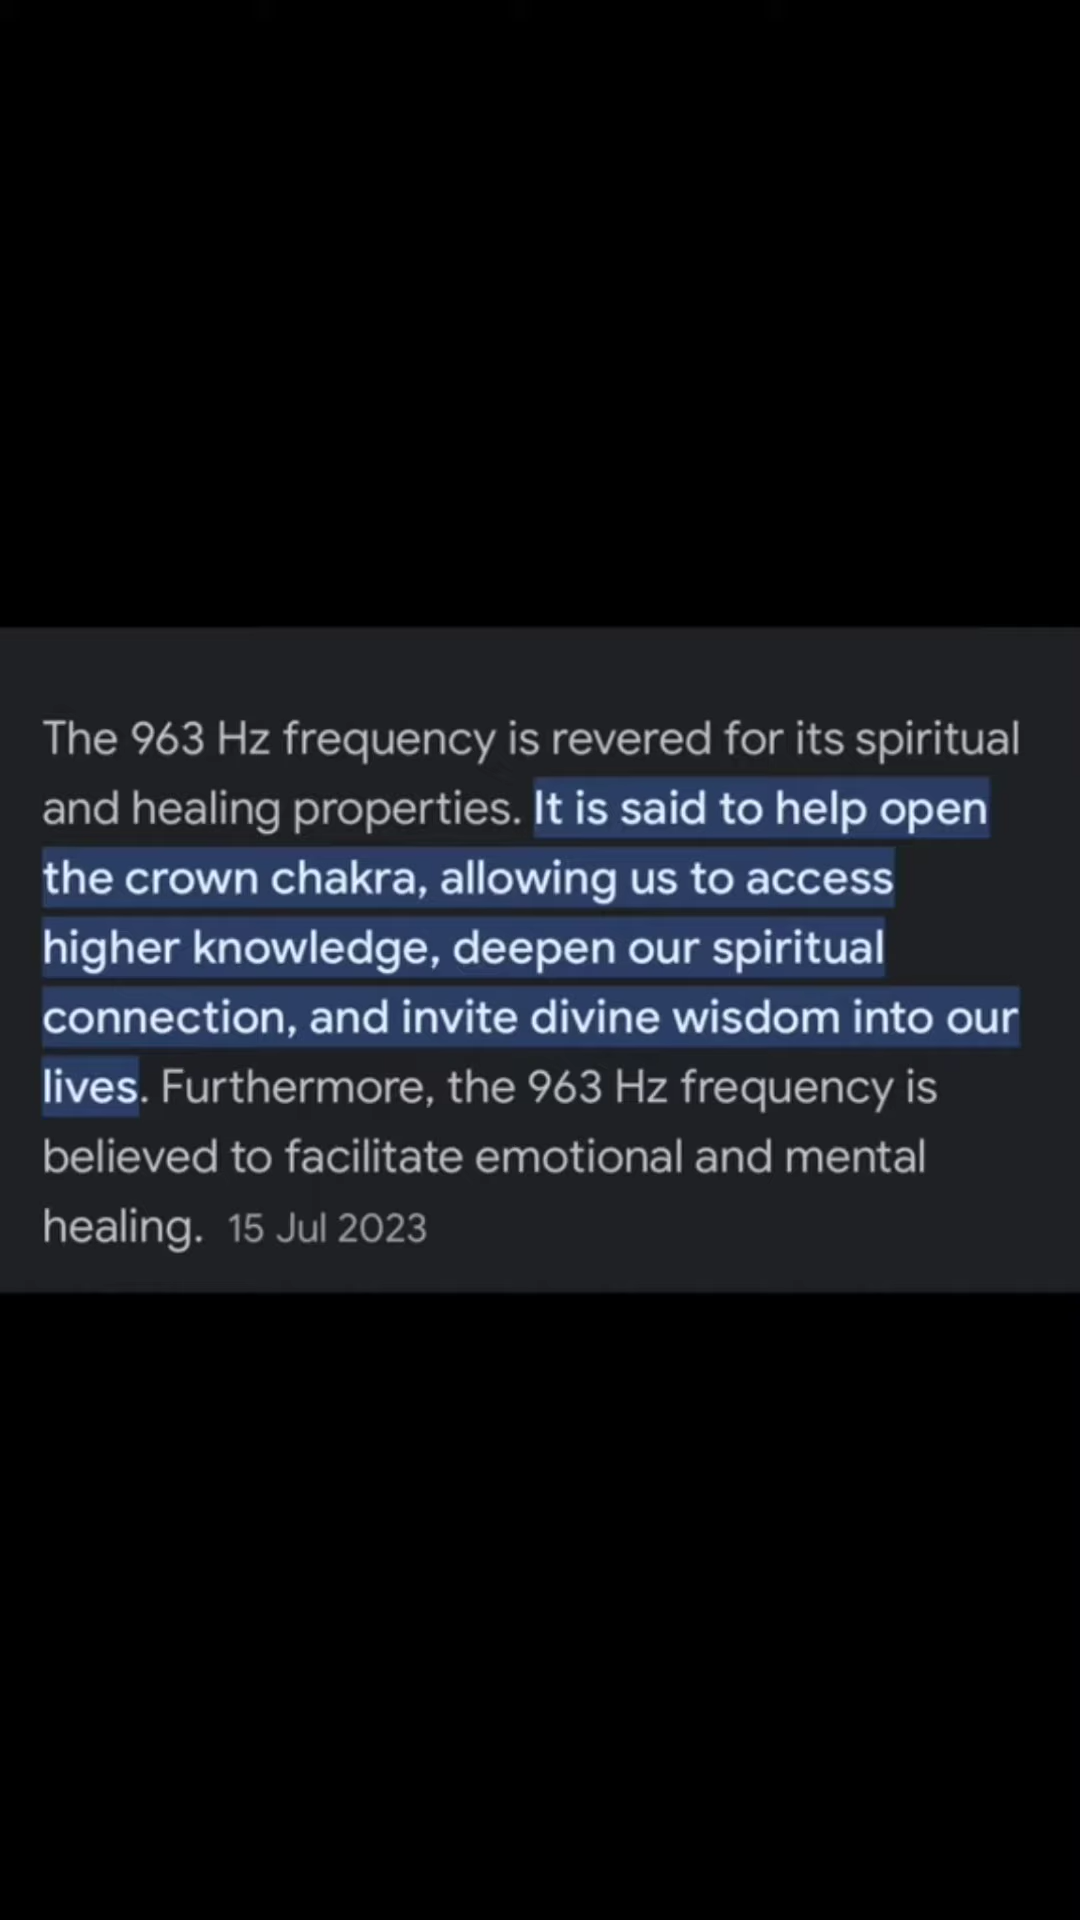 The 963 Hz frequency is revered for its spiritual
and healing properties. It is said to help open
the crown chakra, allowing us to access
higher knowledge, deepen our spiritual
connection, and invite divine wisdom into our
lives. Furthermore, the 963 Hz frequency is
believed to facilitate emotional and mental
healing. 15 Jul 2023